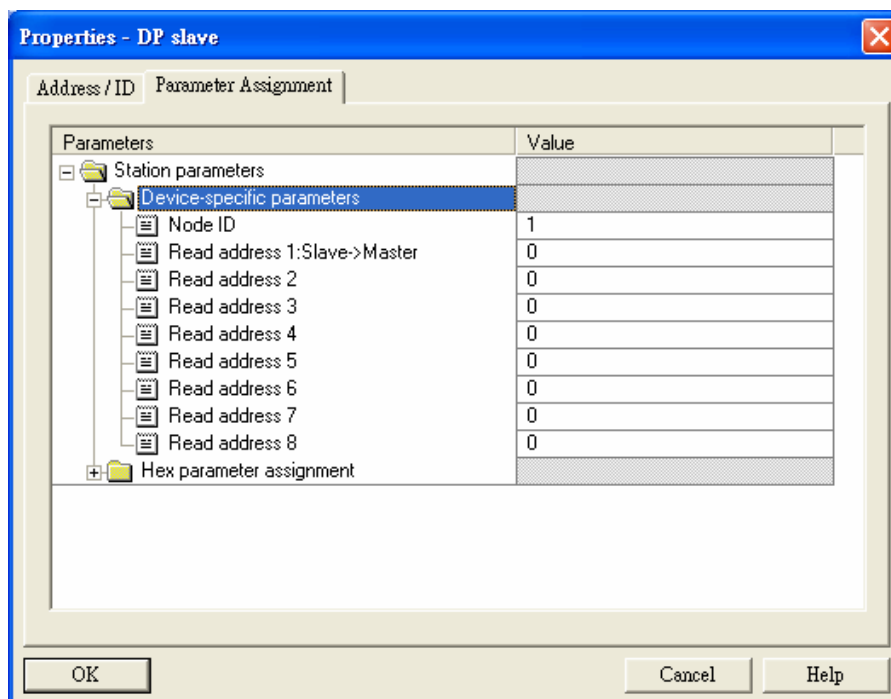 Properties - DP slave
Address / ID Parameter Assignment
Parameters Value
Station parameters
Device-specific parameters
Node ID 1
Read address 1:Slave->Master 0
Read address 2 0
Read address 3 0
Read address 4 0
Read address 5 0
Read address 6 0
Read address 7 0
Read address 8 0
Hex parameter assignment
OK Cancel Help